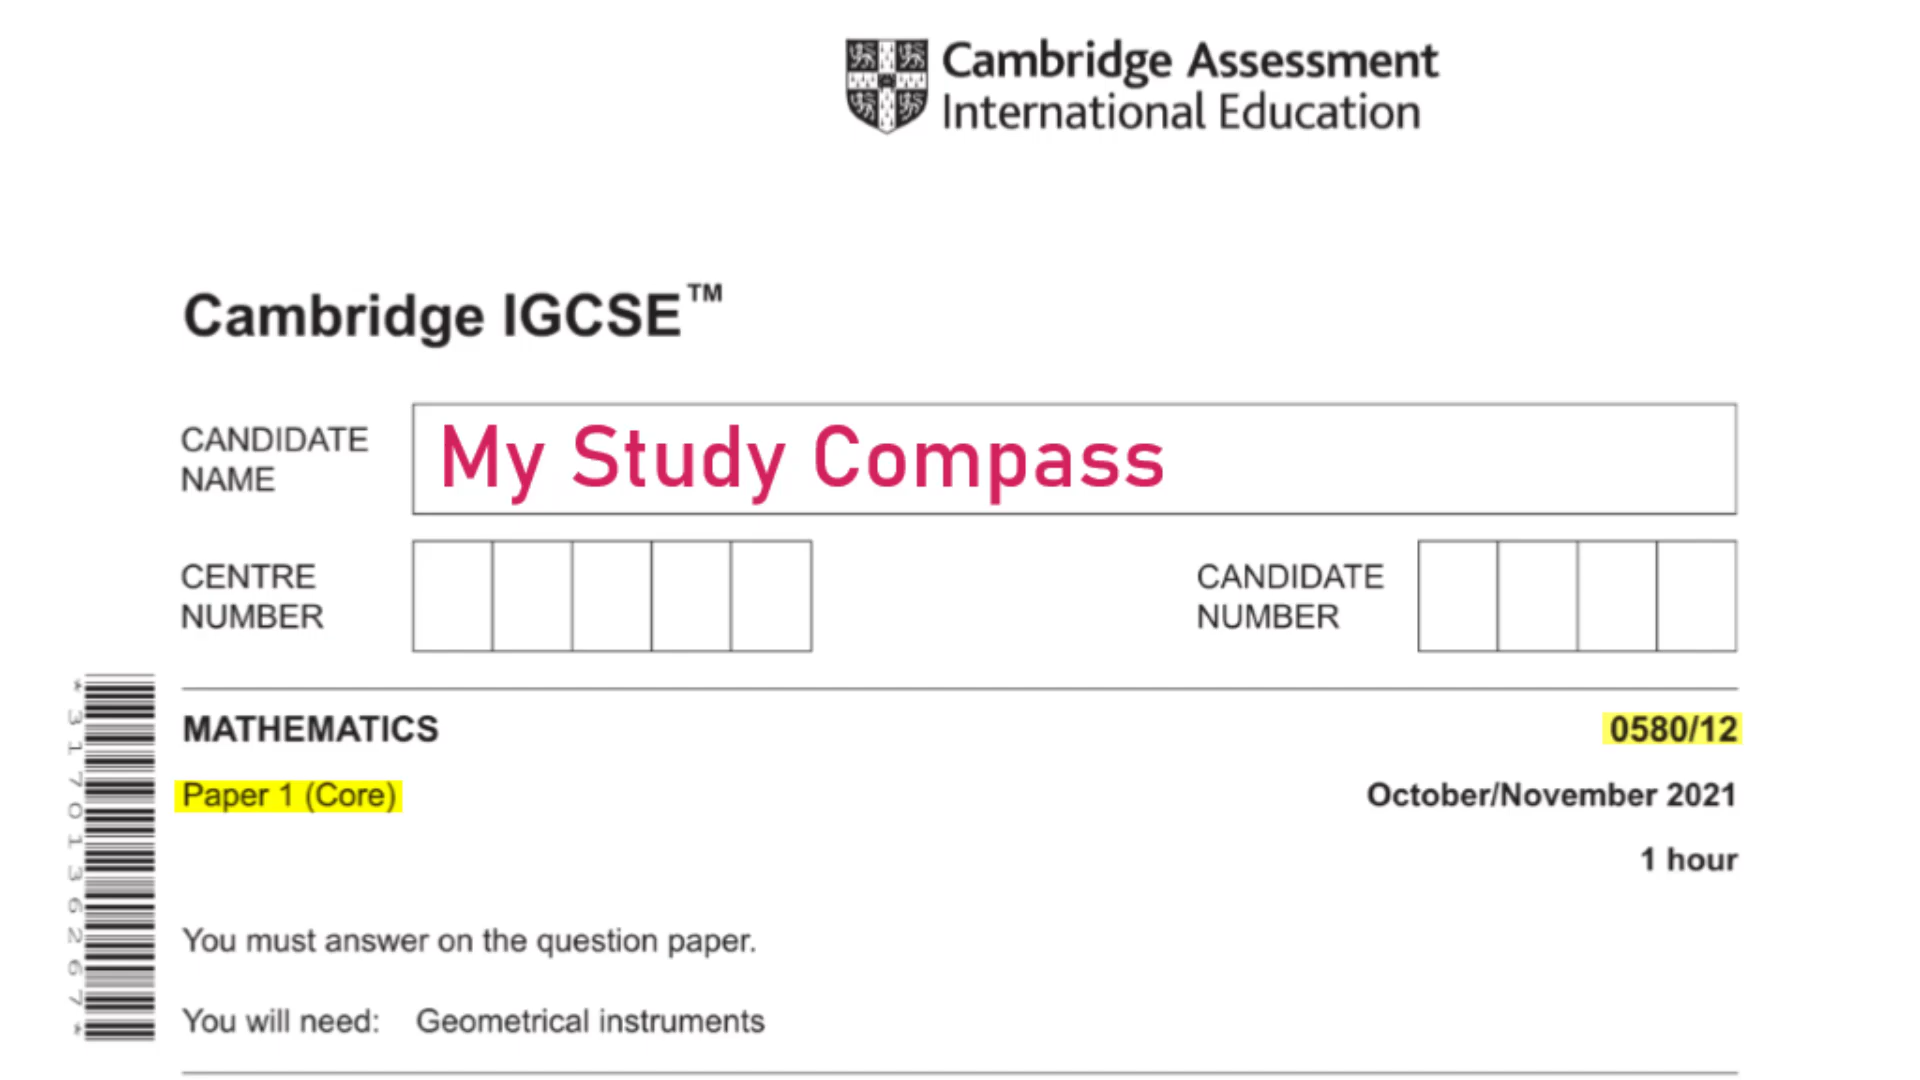 Cambridge Assessment
International Education
Cambridge IGCSE™
CANDIDATE
NAME
My Study Compass
CENTRE
NUMBER
CANDIDATE
NUMBER
*3170136267*
MATHEMATICS
0580/12
Paper 1 (Core)
October/November 2021
1 hour
You must answer on the question paper.
You will need: Geometrical instruments